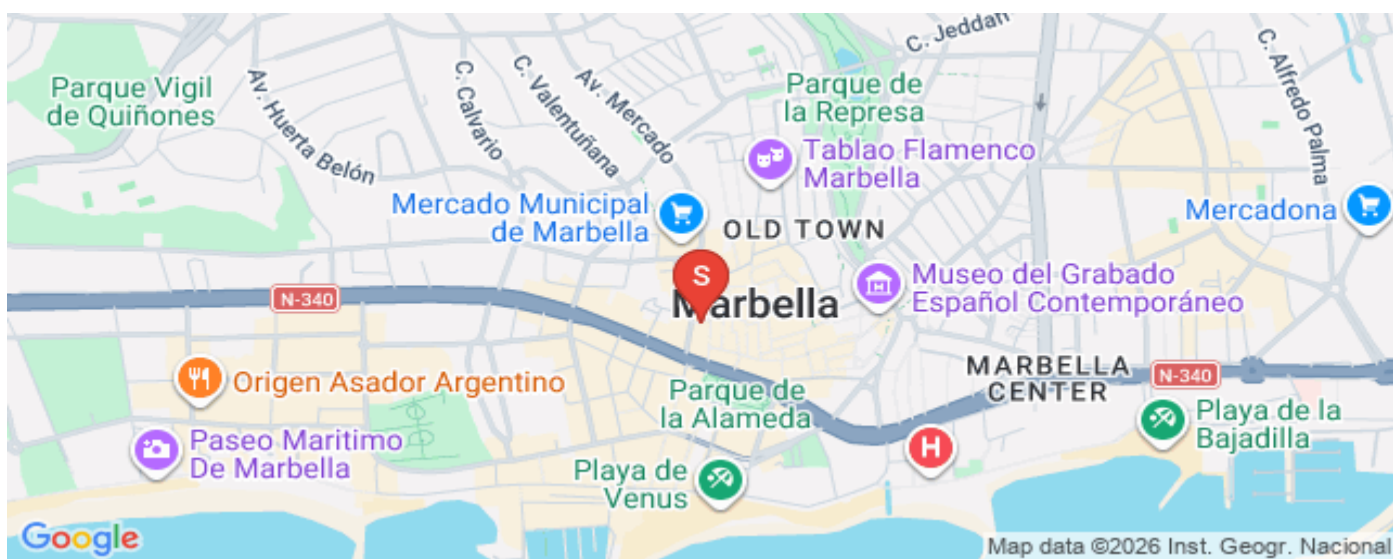 C. Jeddah
Parque Vigil
de Quiñones
Av. Huerta Belón
C. Calvario
C. Valentuñana
Av. Mercado
Parque de
la Represa
C. Alfredo Palma
Tablao Flamenco
Marbella
Mercado Municipal
de Marbella
OLD TOWN
Mercadona
S
Marbella
Museo del Grabado
Español Contemporáneo
N-340
Origen Asador Argentino
MARBELLA
CENTER
N-340
Parque de
la Alameda
Playa de la
Bajadilla
Paseo Maritimo
De Marbella
H
Playa de
Venus
Google
Map data ©2026 Inst. Geogr. Nacional